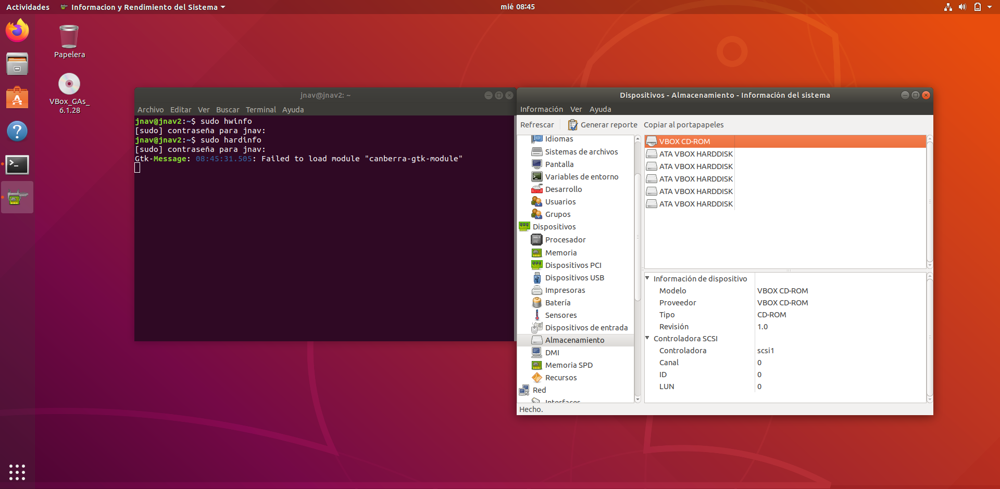 Actividades
Informacion y Rendimiento del Sistema
mié 08:45
Papelera
VBox_GAs_
6.1.28
jnav@jnav2: ~
Archivo Editar Ver Buscar Terminal Ayuda
jnav@jnav2:~$ sudo hwinfo
[sudo] contraseña para jnav:
jnav@jnav2:~$ sudo hardinfo
[sudo] contraseña para jnav:
Gtk-Message: 08:45:31.505: Failed to load module "canberra-gtk-module"
Dispositivos - Almacenamiento - Información del sistema
Información Ver Ayuda
Refrescar Generar reporte Copiar al portapapeles
Idiomas
Sistemas de archivos
Pantalla
Variables de entorno
Desarrollo
Usuarios
Grupos
Dispositivos
Procesador
Memoria
Dispositivos PCI
Dispositivos USB
Impresoras
Batería
Sensores
Dispositivos de entrada
Almacenamiento
DMI
Memoria SPD
Recursos
Red
Interfaces
VBOX CD-ROM
ATA VBOX HARDDISK
ATA VBOX HARDDISK
ATA VBOX HARDDISK
ATA VBOX HARDDISK
ATA VBOX HARDDISK
Información de dispositivo
Modelo VBOX CD-ROM
Proveedor VBOX CD-ROM
Tipo CD-ROM
Revisión 1.0
Controladora SCSI
Controladora scsi1
Canal 0
ID 0
LUN 0
Hecho.